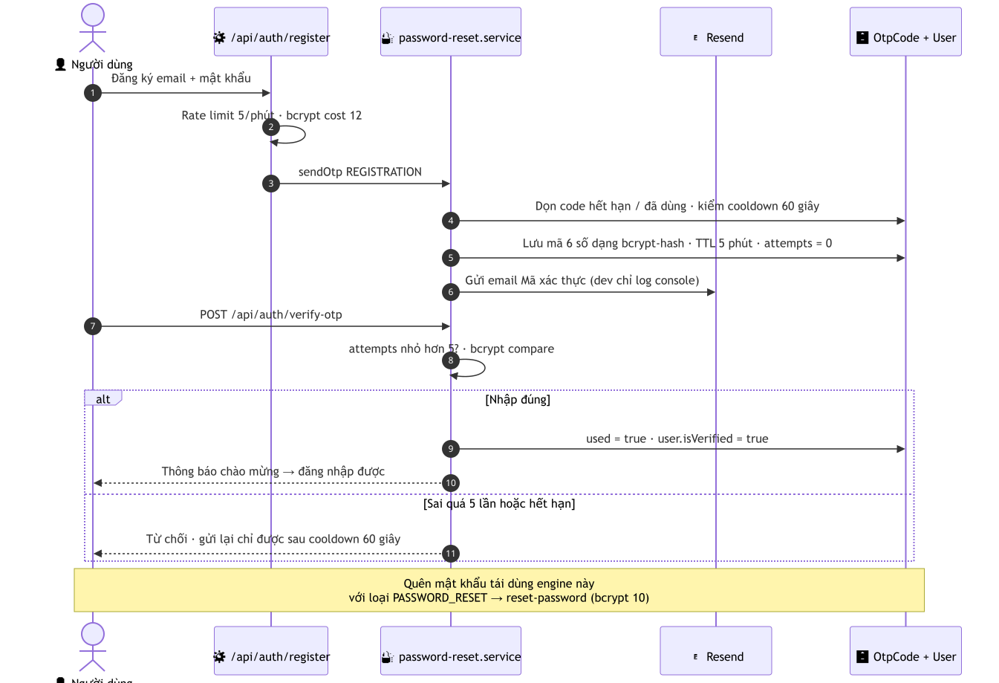 /api/auth/register
password-reset.service
Resend
OtpCode + User
Người dùng
Đăng ký email + mật khẩu
1
Rate limit 5/phút · bcrypt cost 12
2
sendOtp REGISTRATION
3
Dọn code hết hạn / đã dùng · kiểm cooldown 60 giây
4
Lưu mã 6 số dạng bcrypt-hash · TTL 5 phút · attempts = 0
5
Gửi email Mã xác thực (dev chỉ log console)
6
POST /api/auth/verify-otp
7
attempts nhỏ hơn 5? · bcrypt compare
8
alt
[Nhập đúng]
used = true · user.isVerified = true
9
Thông báo chào mừng → đăng nhập được
10
[Sai quá 5 lần hoặc hết hạn]
Từ chối · gửi lại chỉ được sau cooldown 60 giây
11
Quên mật khẩu tái dùng engine này
với loại PASSWORD_RESET → reset-password (bcrypt 10)
/api/auth/register
password-reset.service
Resend
OtpCode + User
Người dùng